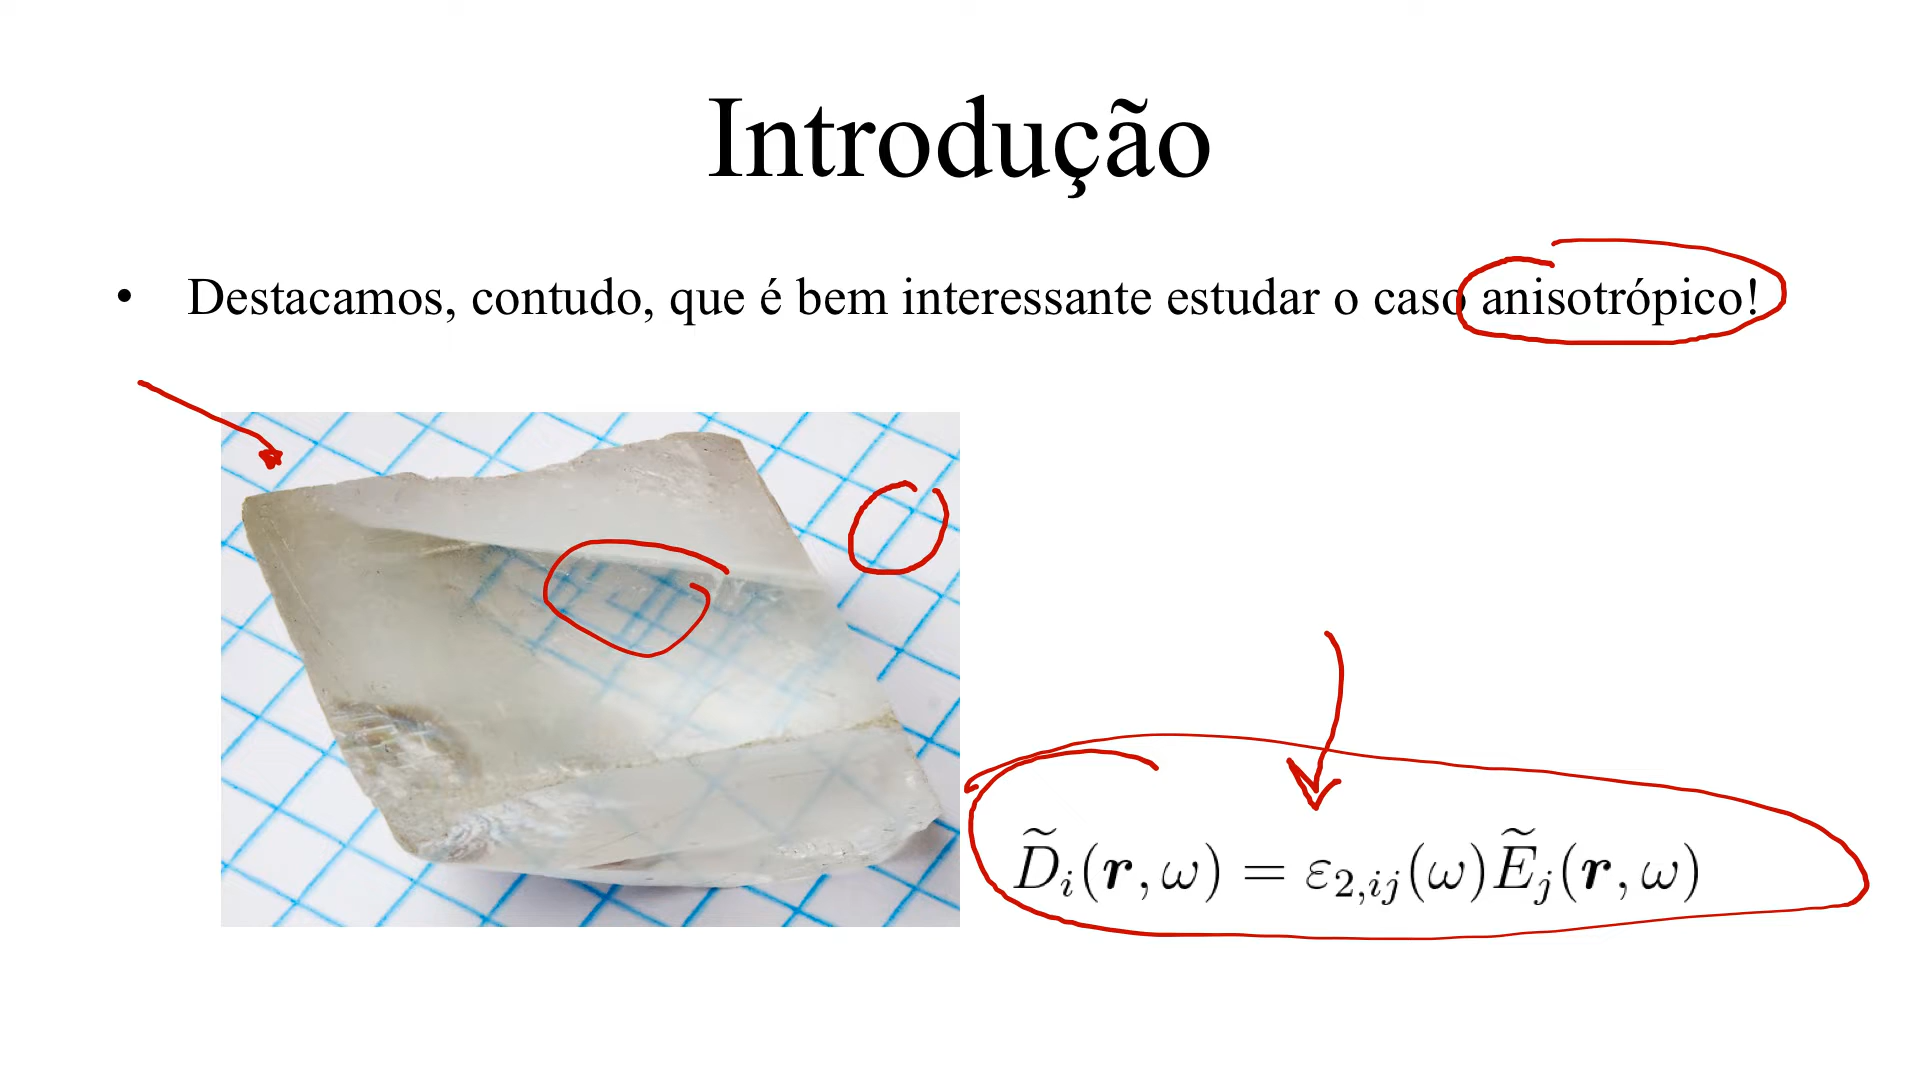 Introdução
• Destacamos, contudo, que é bem interessante estudar o caso anisotrópico!
D̃ᵢ(r, ω) = ε₂,ᵢⱼ(ω)Ẽⱼ(r, ω)